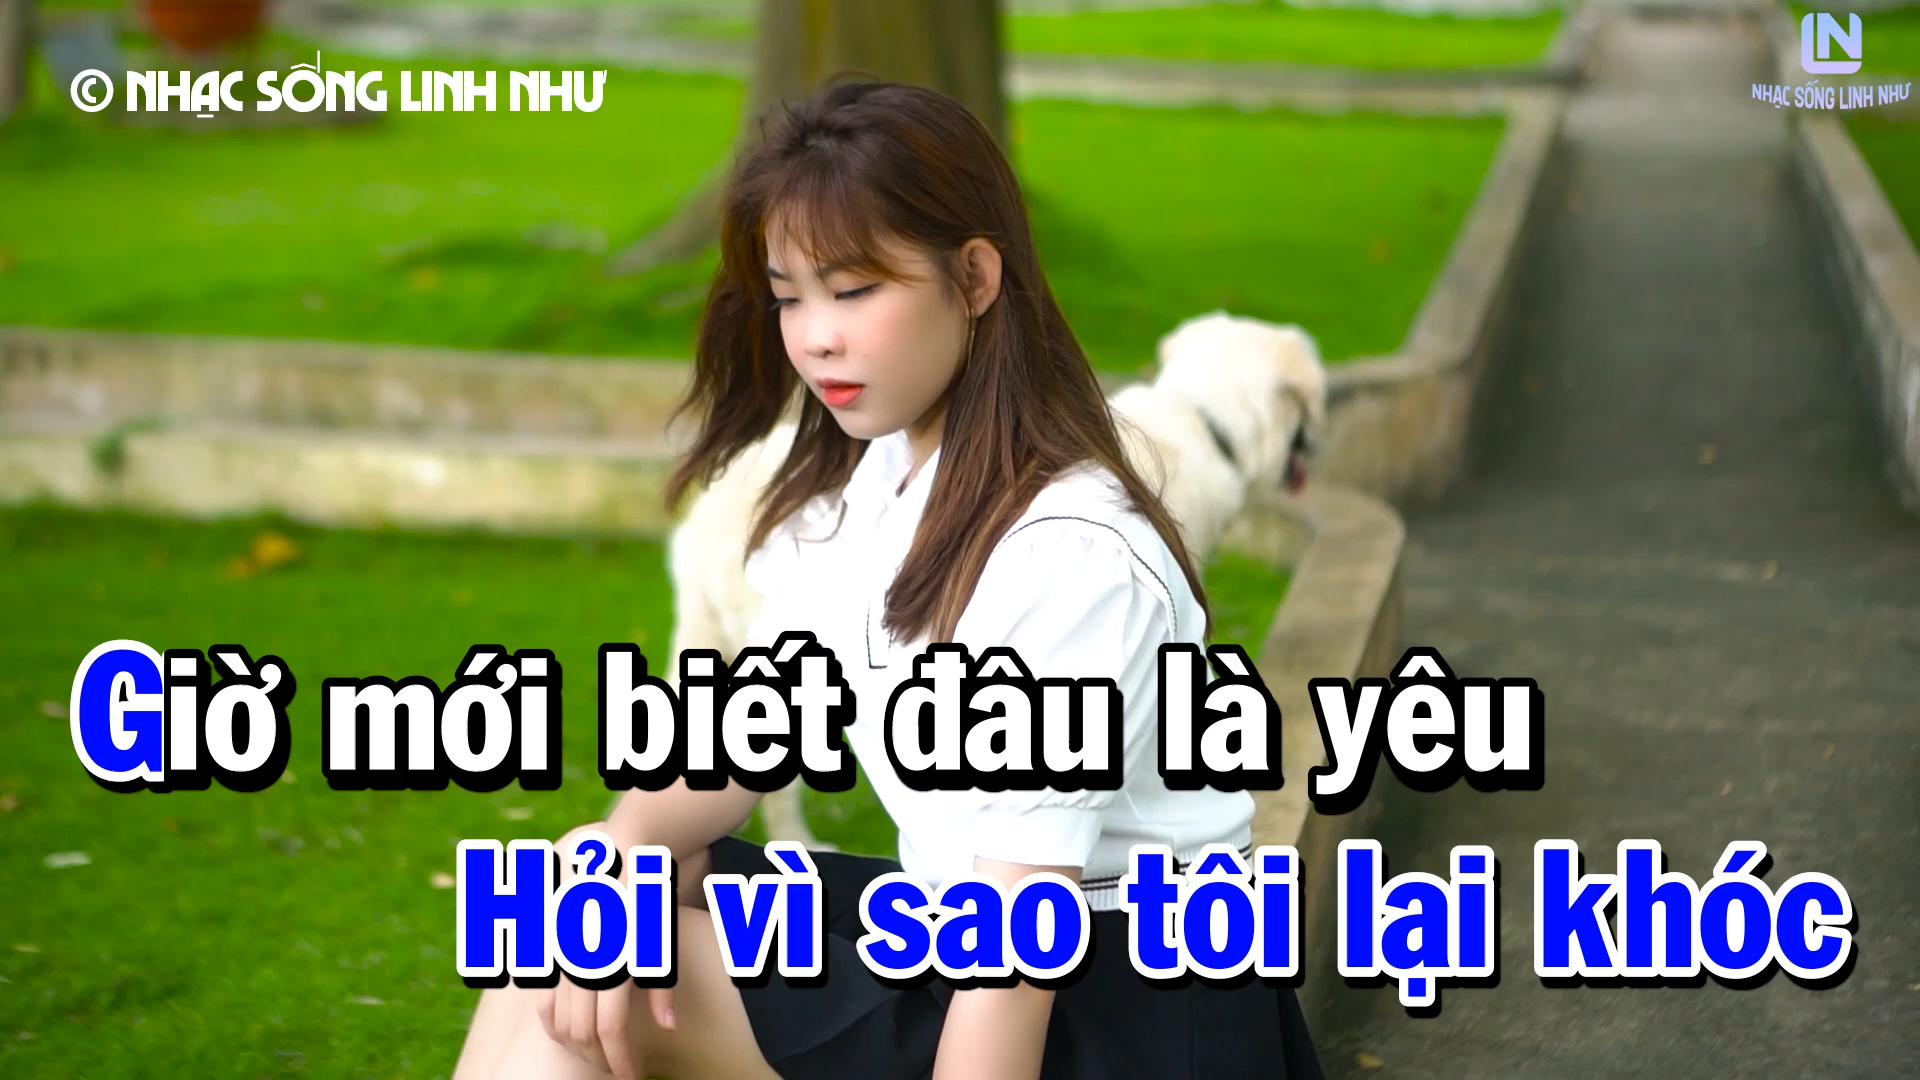 © NHẠC SỐNG LINH NHƯ
LN
NHẠC SỐNG LINH NHƯ
Giờ mới biết đâu là yêu
Hỏi vì sao tôi lại khóc